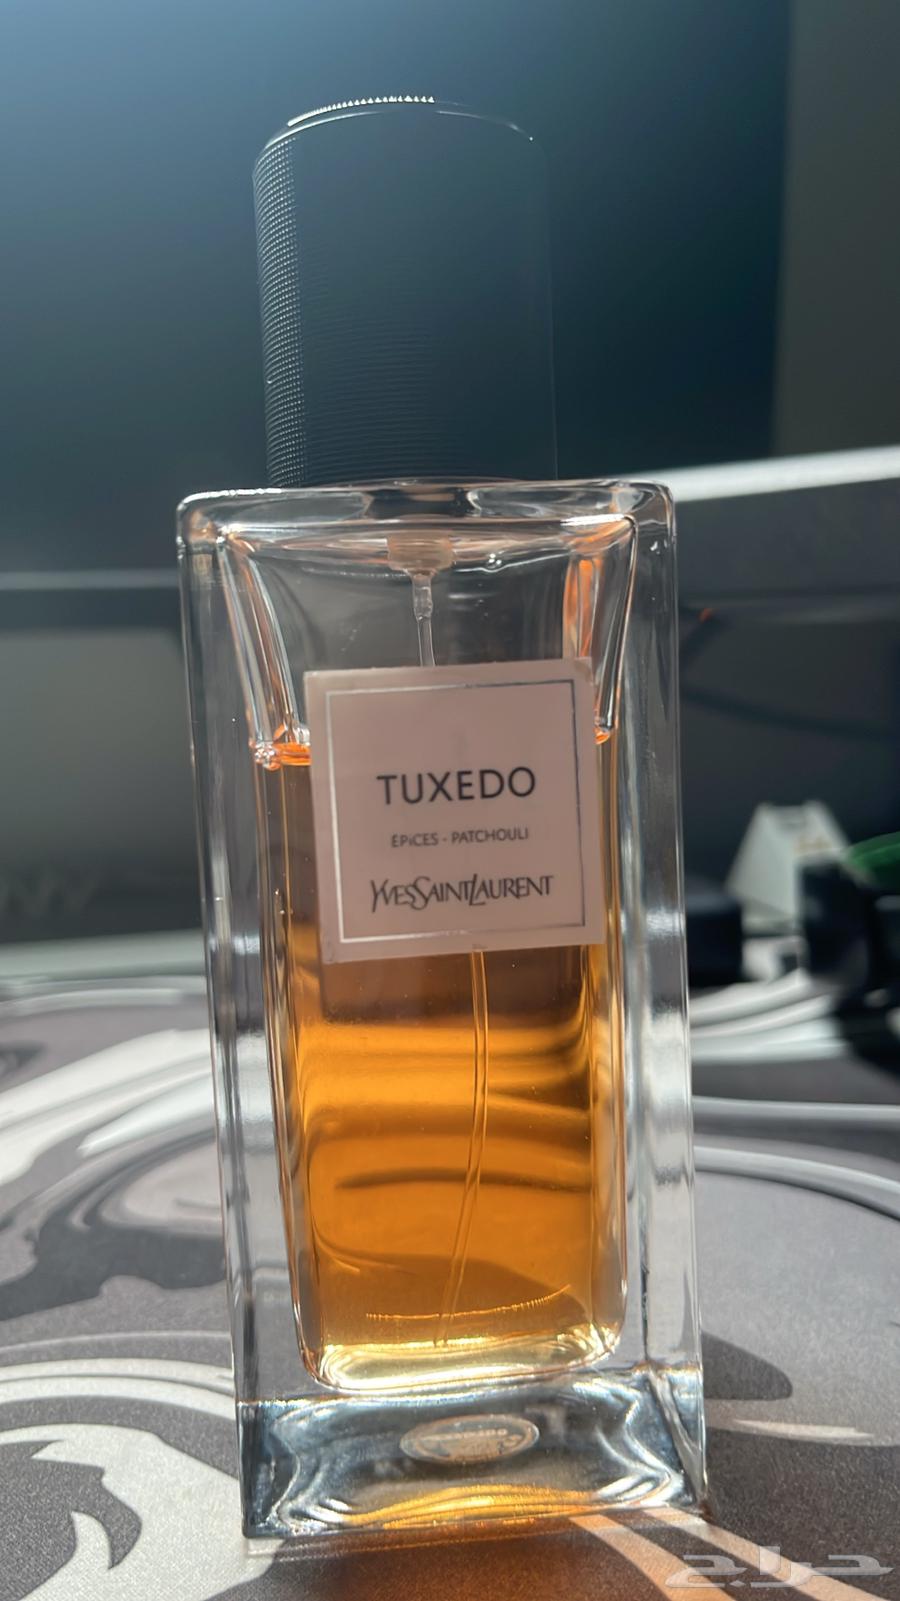 TUXEDO
ÉPICES - PATCHOULI
YVESSAINTLAURENT
حراج